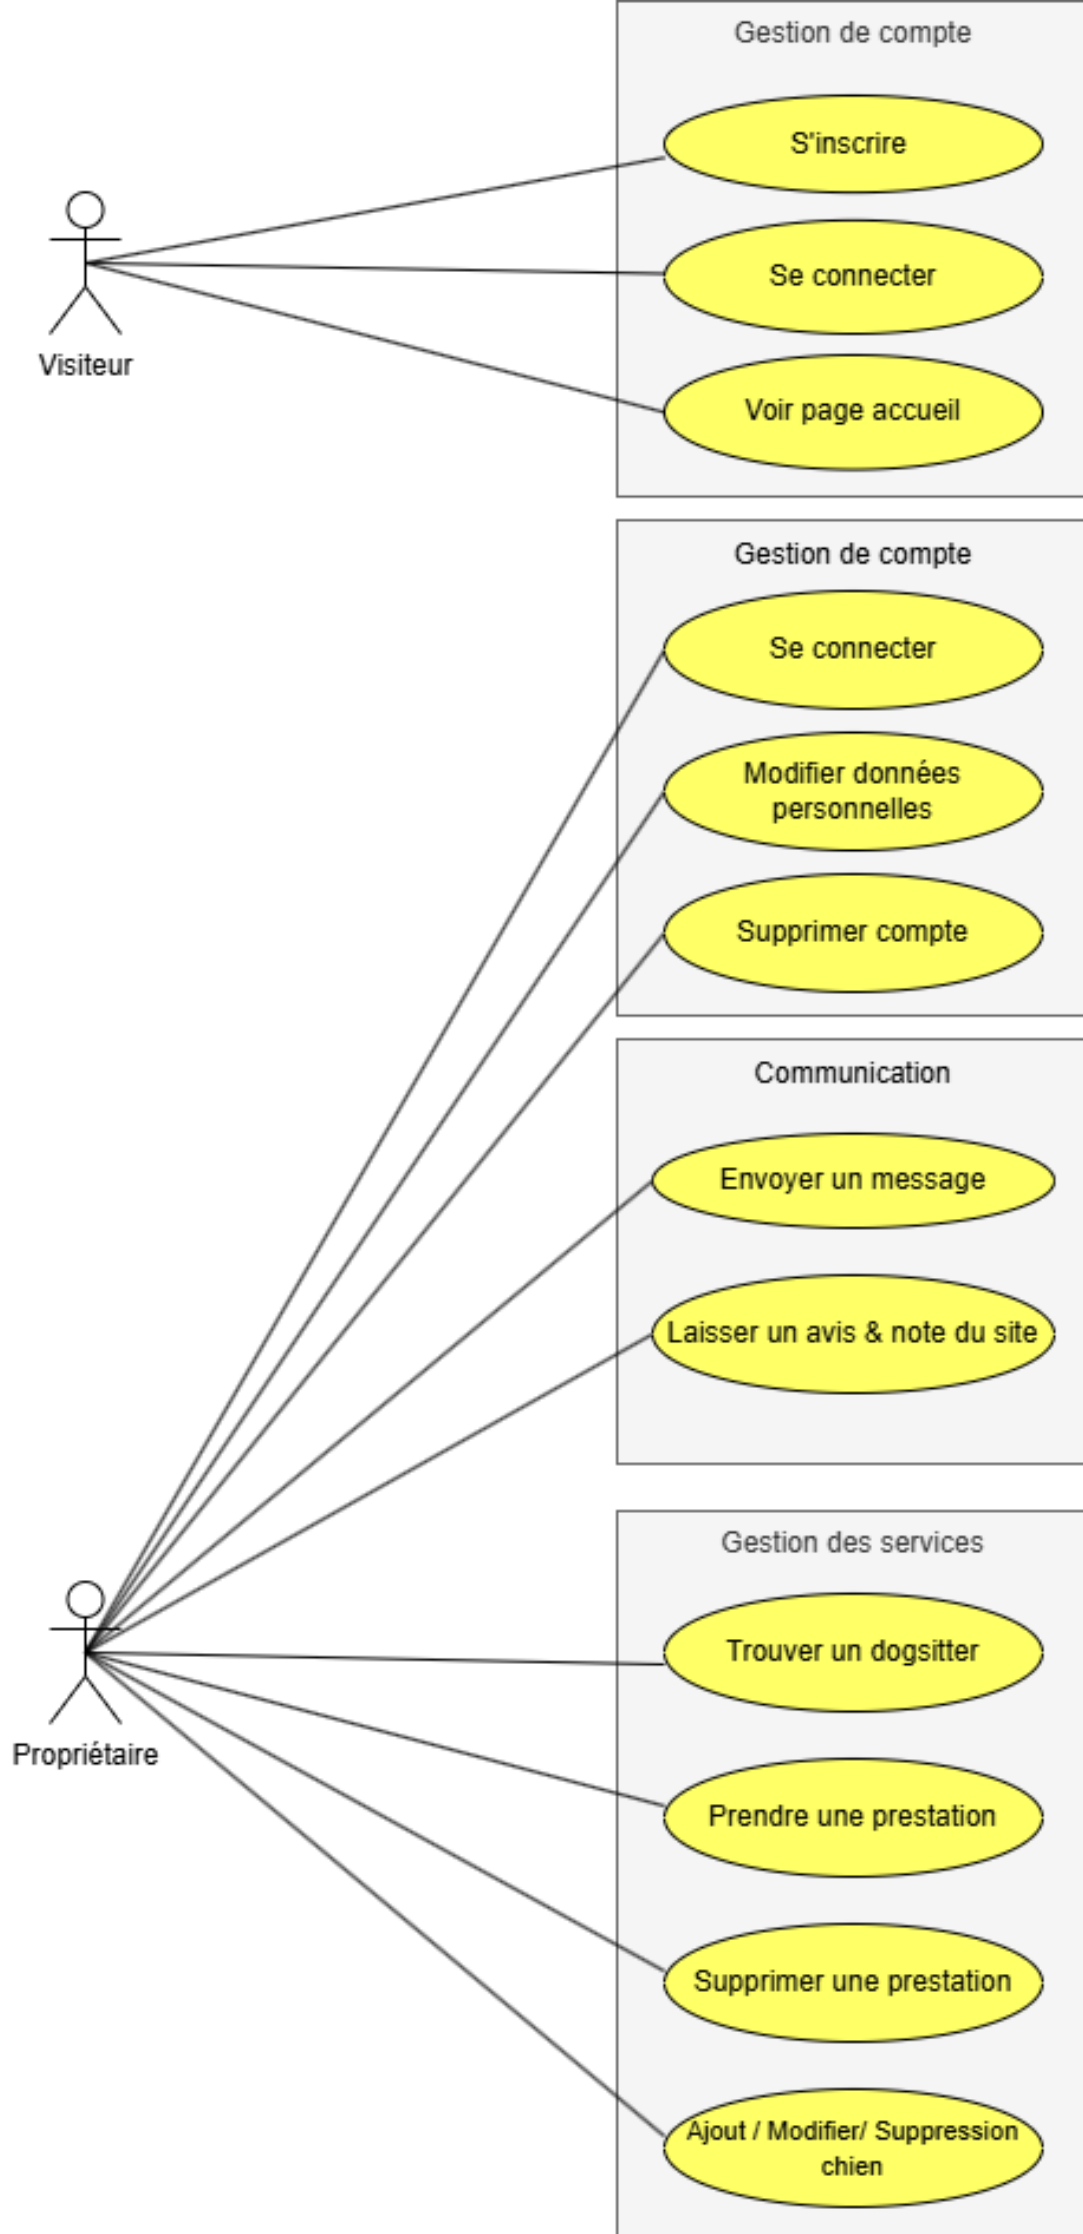 Gestion de compte
S'inscrire
Se connecter
Voir page accueil
Visiteur
Gestion de compte
Se connecter
Modifier données
personnelles
Supprimer compte
Communication
Envoyer un message
Laisser un avis & note du site
Gestion des services
Trouver un dogsitter
Propriétaire
Prendre une prestation
Supprimer une prestation
Ajout / Modifier/ Suppression
chien